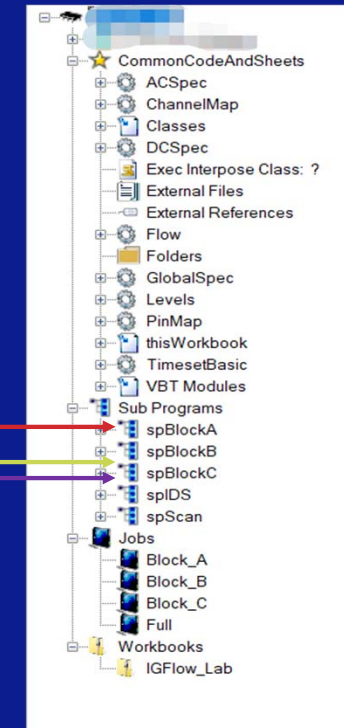 CommonCodeAndSheets
ACSpec
ChannelMap
Classes
DCSpec
Exec Interpose Class: ?
External Files
External References
Flow
Folders
GlobalSpec
Levels
PinMap
thisWorkbook
TimesetBasic
VBT Modules
Sub Programs
spBlockA
spBlockB
spBlockC
spIDS
spScan
Jobs
Block_A
Block_B
Block_C
Full
Workbooks
IGFlow_Lab